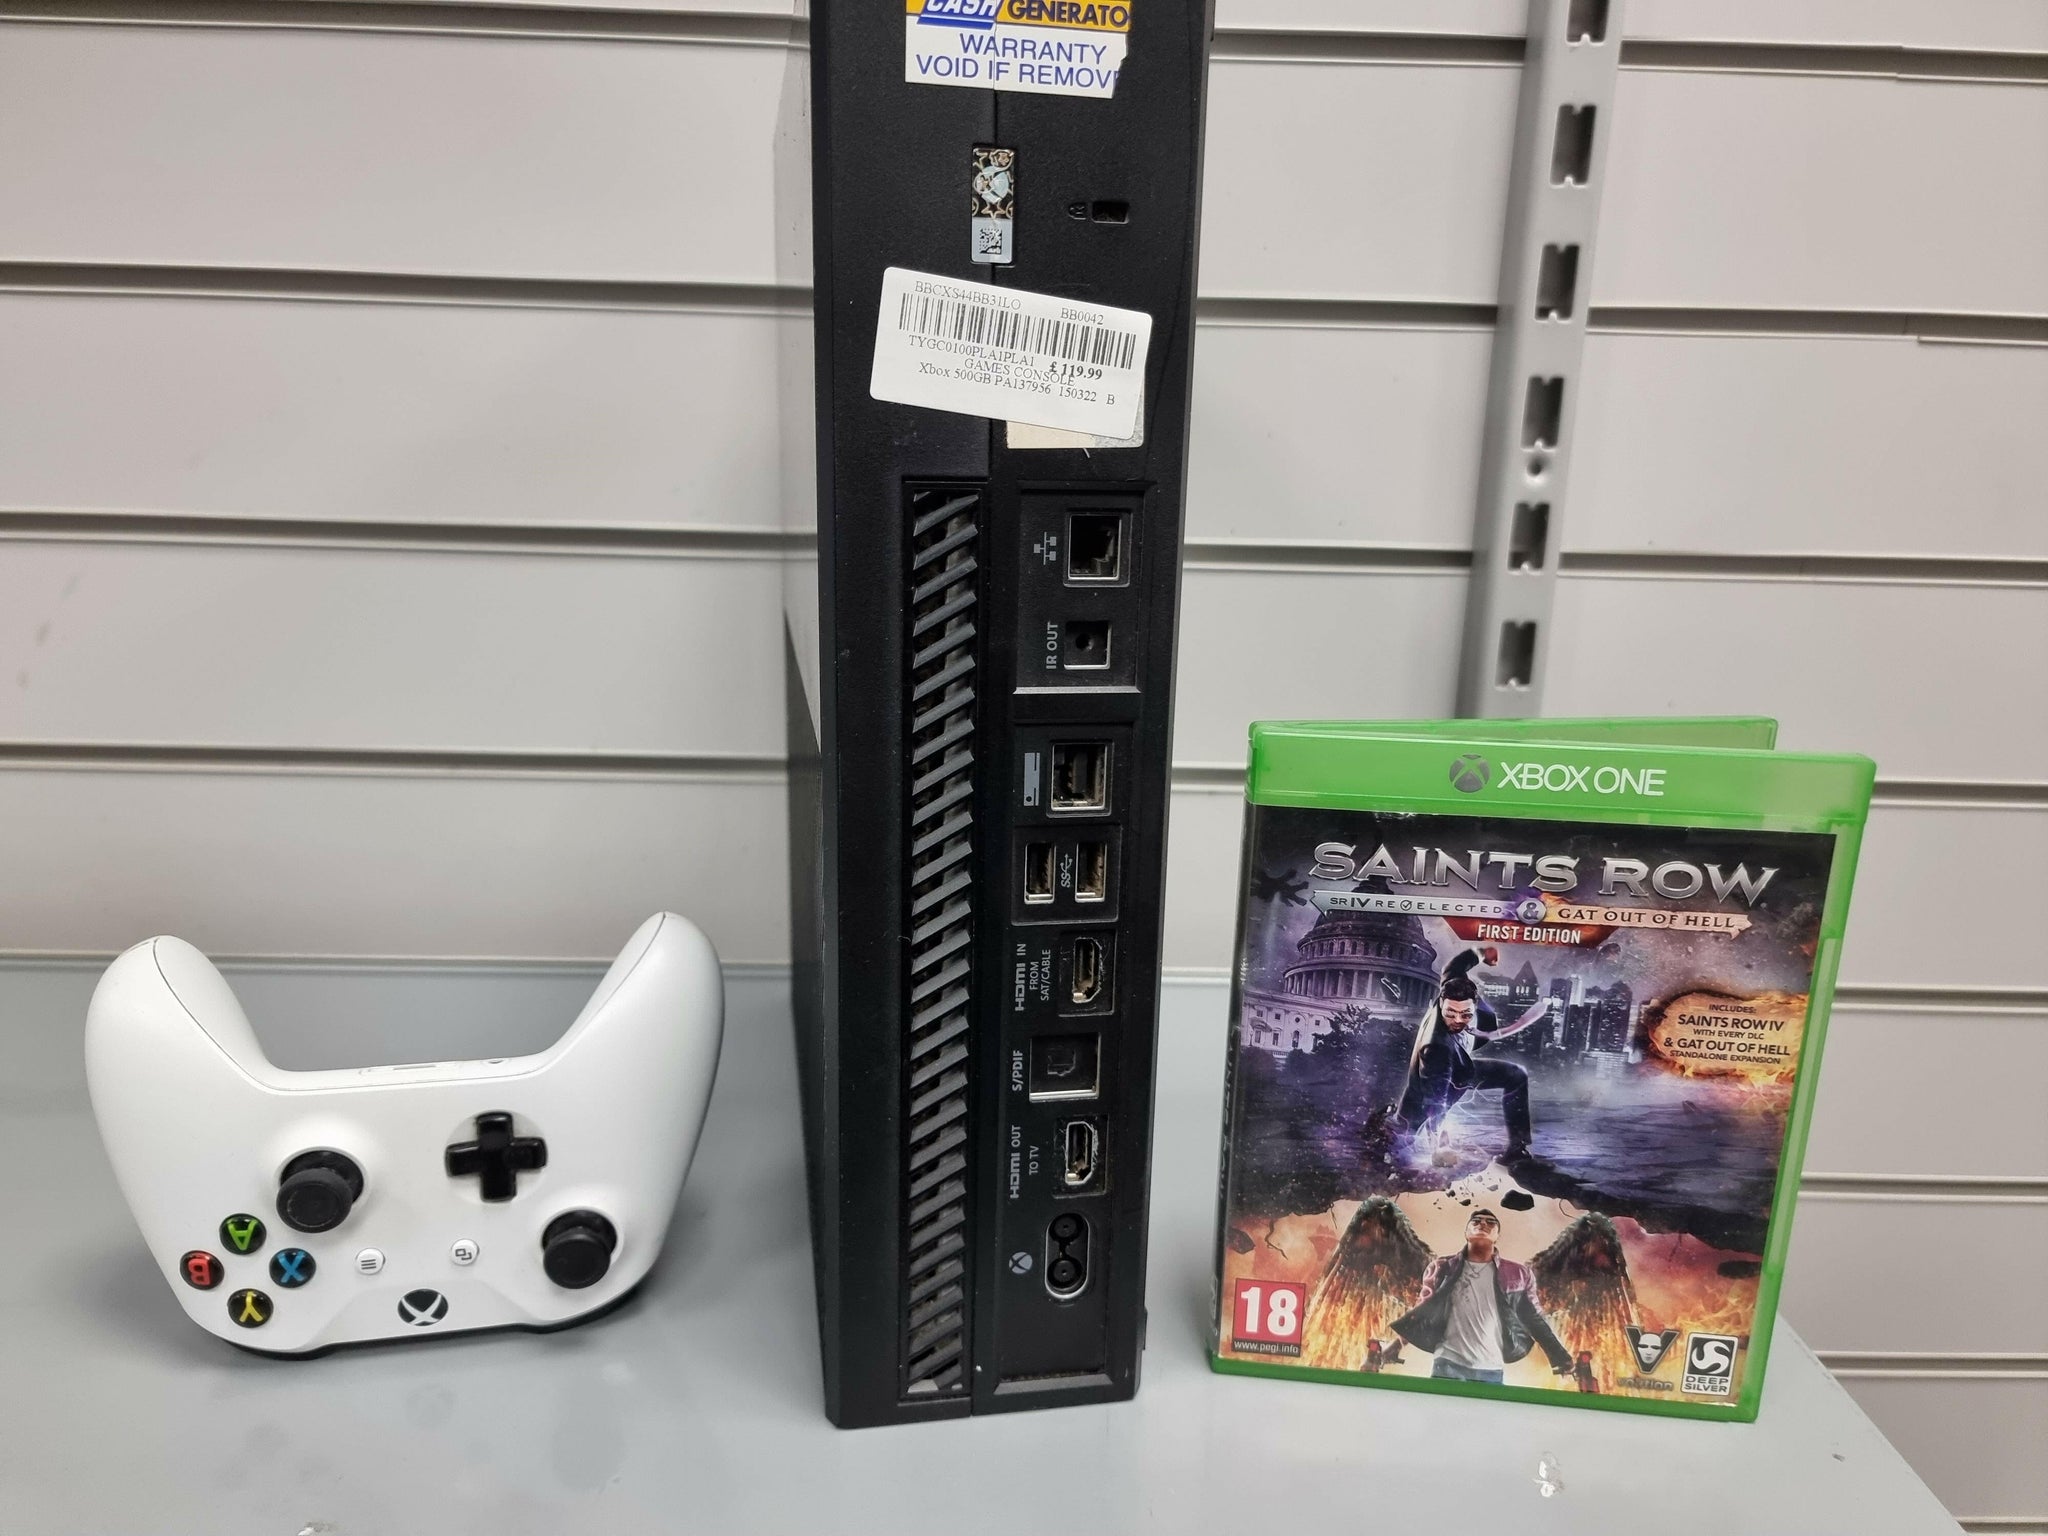 CASH GENERATO
WARRANTY
VOID IF REMOV
BBCXS44BB31LO BB0042
TYGC0100PLA1PLA1 £ 119.99
GAMES CONSOLE
Xbox 500GB PA137956 150322 B
IR OUT
SS
HDMI IN
FROM
SAT/CABLE
S/PDIF
HDMI OUT
TO TV
A
B
X
Y
XBOX ONE
SAINTS ROW
SR IV RE ELECTED & GAT OUT OF HELL
FIRST EDITION
INCLUDES:
SAINTS ROW IV
WITH EVERY DLC
& GAT OUT OF HELL
STANDALONE EXPANSION
18
www.pegi.info
DEEP
SILVER